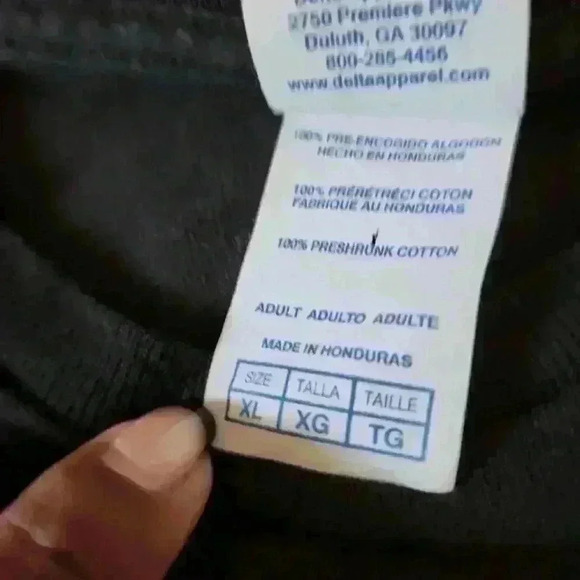 2750 Premiere Pkwy
Duluth, GA 30097
800-285-4456
www.deltaapparel.com
100% PRE-ENCOGIDO ALGODON
HECHO EN HONDURAS
100% PRÉRÉTRÉCI COTON
FABRIQUE AU HONDURAS
100% PRESHRUNK COTTON
ADULT ADULTO ADULTE
MADE IN HONDURAS
SIZE TALLA TAILLE
XL XG TG